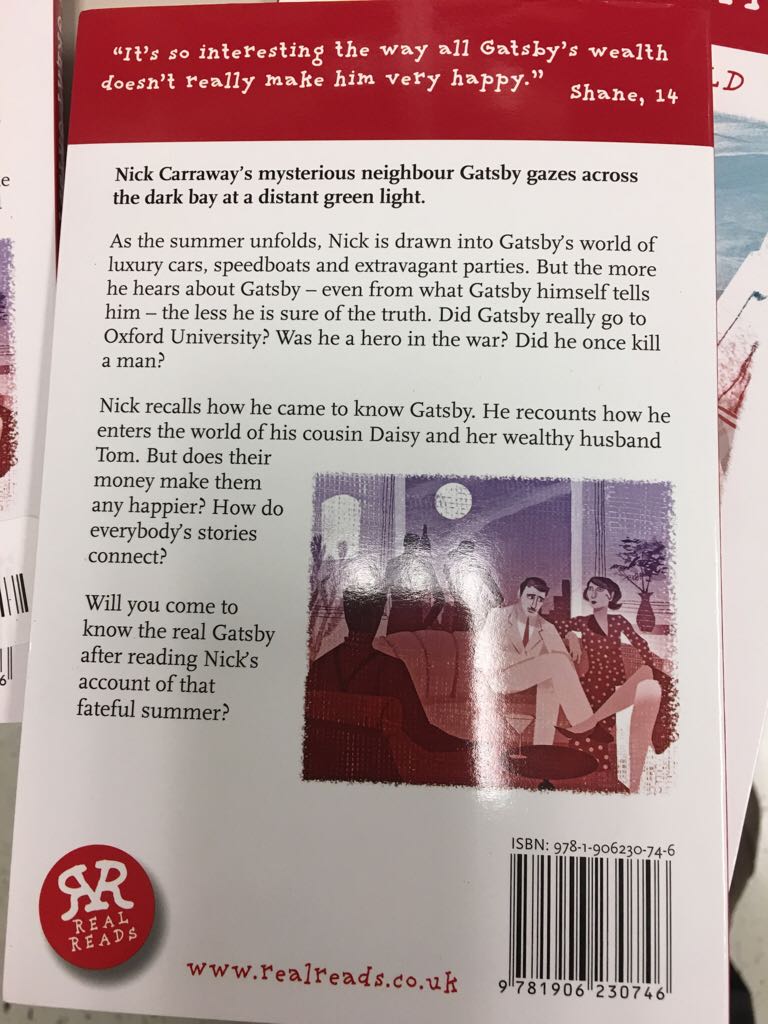 “It’s so interesting the way all Gatsby’s wealth
doesn’t really make him very happy.”
Shane, 14
Nick Carraway’s mysterious neighbour Gatsby gazes across
the dark bay at a distant green light.
As the summer unfolds, Nick is drawn into Gatsby’s world of
luxury cars, speedboats and extravagant parties. But the more
he hears about Gatsby – even from what Gatsby himself tells
him – the less he is sure of the truth. Did Gatsby really go to
Oxford University? Was he a hero in the war? Did he once kill
a man?
Nick recalls how he came to know Gatsby. He recounts how he
enters the world of his cousin Daisy and her wealthy husband
Tom. But does their
money make them
any happier? How do
everybody’s stories
connect?
Will you come to
know the real Gatsby
after reading Nick’s
account of that
fateful summer?
RR
REAL
READS
www.realreads.co.uk
ISBN: 978-1-906230-74-6
9 781906 230746
LD